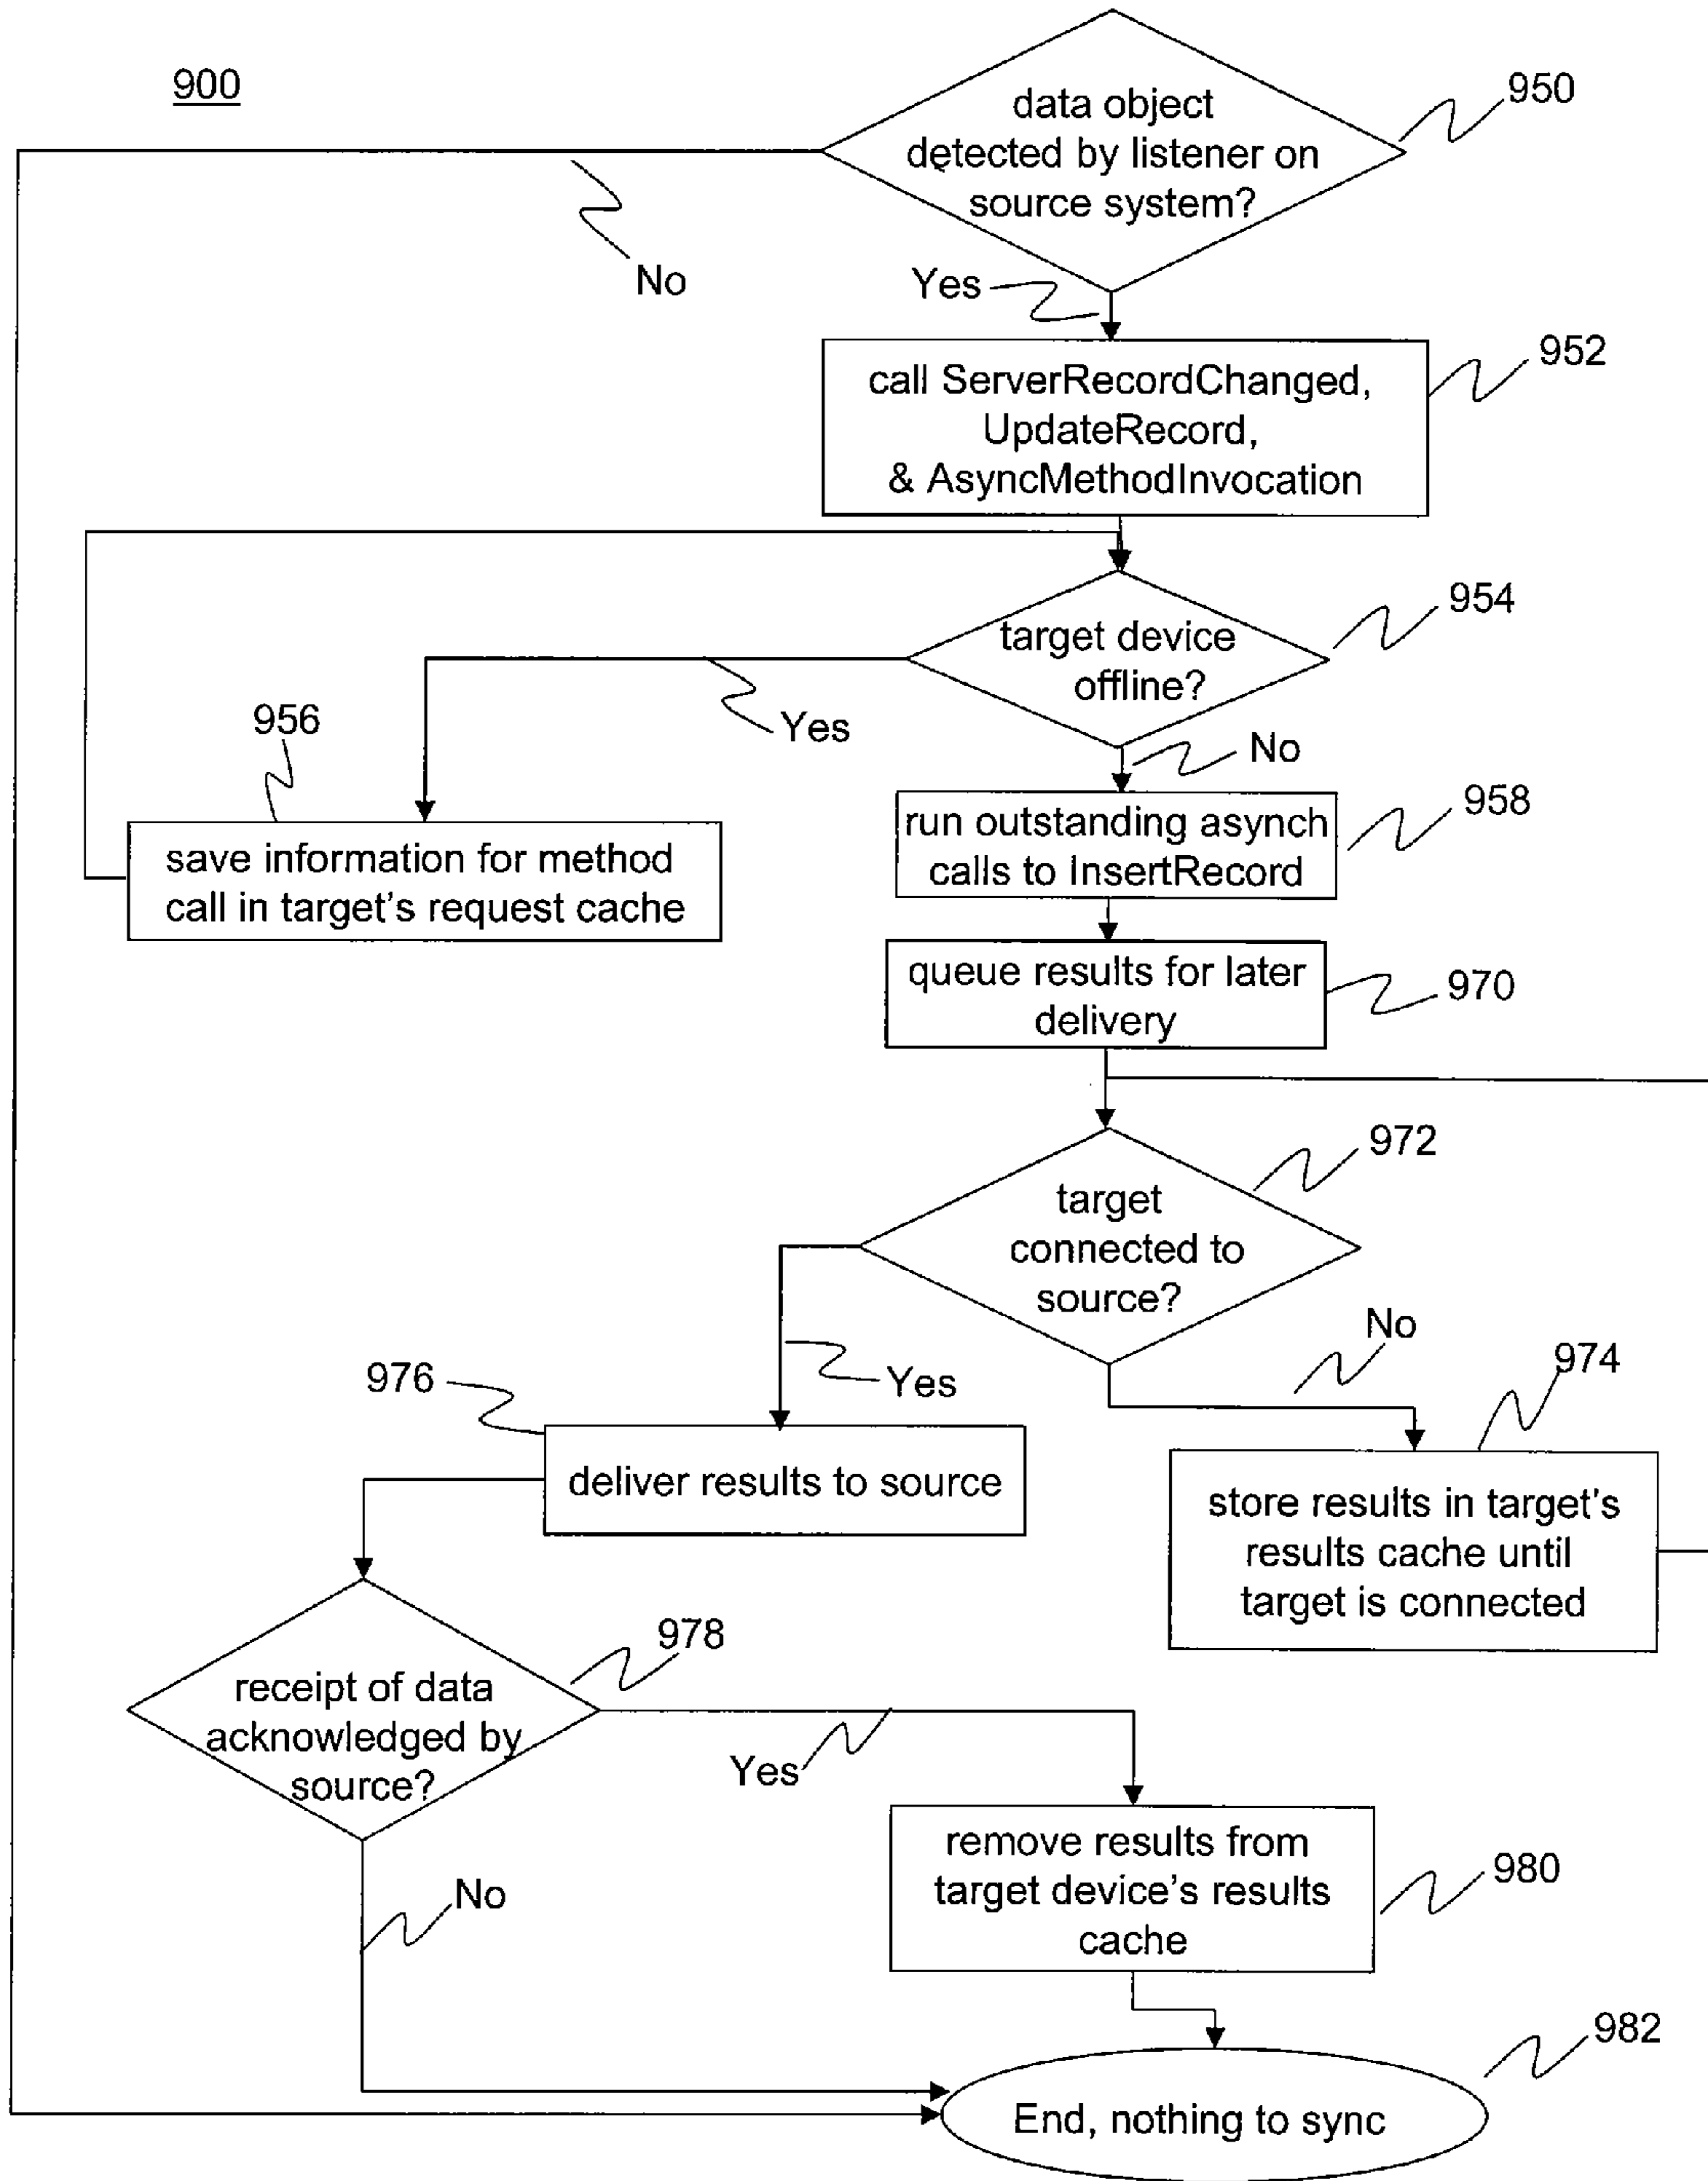 900
data object
detected by listener on
source system?
950
No
Yes
call ServerRecordChanged,
UpdateRecord,
& AsyncMethodInvocation
952
target device
offline?
954
Yes
No
956
save information for method
call in target's request cache
run outstanding asynch
calls to InsertRecord
958
queue results for later
delivery
970
target
connected to
source?
972
Yes
No
976
deliver results to source
974
store results in target's
results cache until
target is connected
receipt of data
acknowledged by
source?
978
Yes
No
remove results from
target device's results
cache
980
End, nothing to sync
982